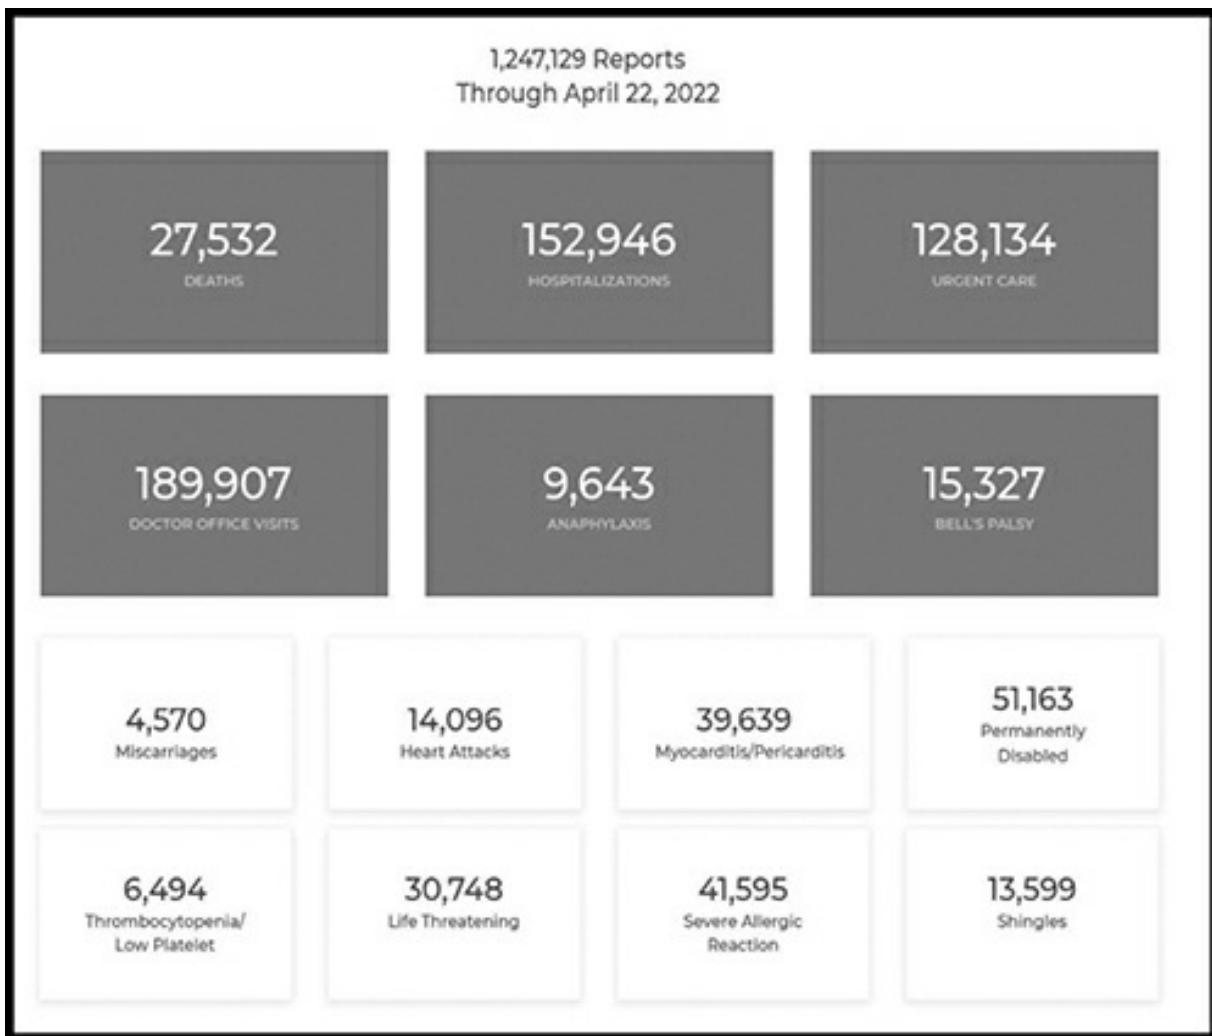 1,247,129 Reports
Through April 22, 2022
27,532
DEATHS
152,946
HOSPITALIZATIONS
128,134
URGENT CARE
189,907
DOCTOR OFFICE VISITS
9,643
ANAPHYLAXIS
15,327
BELL'S PALSY
4,570
Miscarriages
14,096
Heart Attacks
39,639
Myocarditis/Pericarditis
51,163
Permanently
Disabled
6,494
Thrombocytopenia/
Low Platelet
30,748
Life Threatening
41,595
Severe Allergic
Reaction
13,599
Shingles